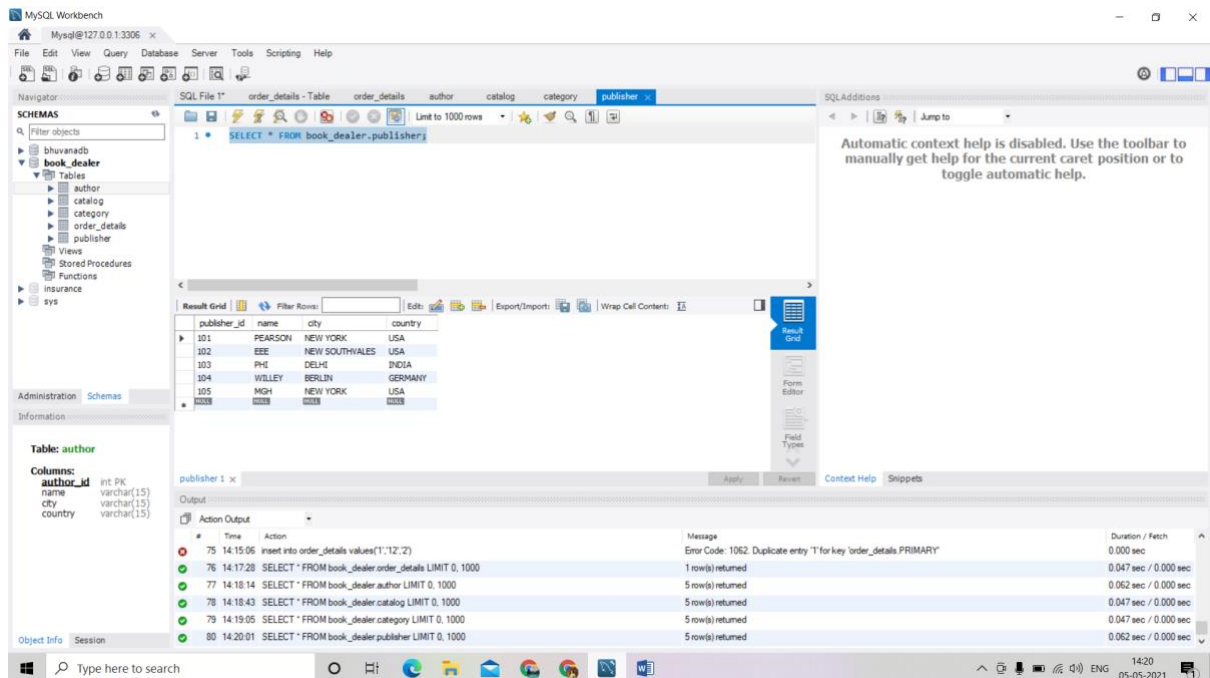 MySQL Workbench
Mysql@127.0.0.1:3306 ×
File Edit View Query Database Server Tools Scripting Help
Navigator
SCHEMAS
Filter objects
bhuvanadb
book_dealer
Tables
author
catalog
category
order_details
publisher
Views
Stored Procedures
Functions
insurance
sys
Administration Schemas
Information
Table: author
Columns:
author_id int PK
name varchar(15)
city varchar(15)
country varchar(15)
Object Info Session
SQL File 1* order_details - Table order_details author catalog category publisher ×
Limit to 1000 rows
1 SELECT * FROM book_dealer.publisher;
Result Grid Filter Rows: Edit: Export/Import: Wrap Cell Content:
publisher_id name city country
101 PEARSON NEW YORK USA
102 EEE NEW SOUTHVALES USA
103 PHI DELHI INDIA
104 WILLEY BERLIN GERMANY
105 MGH NEW YORK USA
NULL NULL NULL NULL
Result
Grid
Form
Editor
Field
Types
publisher 1 × Apply Revert
SQLAdditions
Jump to
Automatic context help is disabled. Use the toolbar to
manually get help for the current caret position or to
toggle automatic help.
Context Help Snippets
Output
Action Output
# Time Action Message Duration / Fetch
75 14:15:06 insert into order_details values('1','12','2') Error Code: 1062. Duplicate entry '1' for key 'order_details.PRIMARY' 0.000 sec
76 14:17:28 SELECT * FROM book_dealer.order_details LIMIT 0, 1000 1 row(s) returned 0.047 sec / 0.000 sec
77 14:18:14 SELECT * FROM book_dealer.author LIMIT 0, 1000 5 row(s) returned 0.062 sec / 0.000 sec
78 14:18:43 SELECT * FROM book_dealer.catalog LIMIT 0, 1000 5 row(s) returned 0.047 sec / 0.000 sec
79 14:19:05 SELECT * FROM book_dealer.category LIMIT 0, 1000 5 row(s) returned 0.047 sec / 0.000 sec
80 14:20:01 SELECT * FROM book_dealer.publisher LIMIT 0, 1000 5 row(s) returned 0.062 sec / 0.000 sec
Type here to search
ENG
14:20
05-05-2021